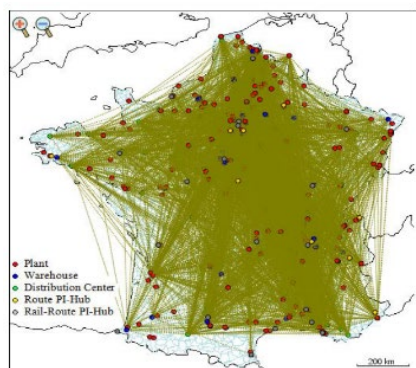 Plant
Warehouse
Distribution Center
Route PI-Hub
Rail-Route PI-Hub
200 km